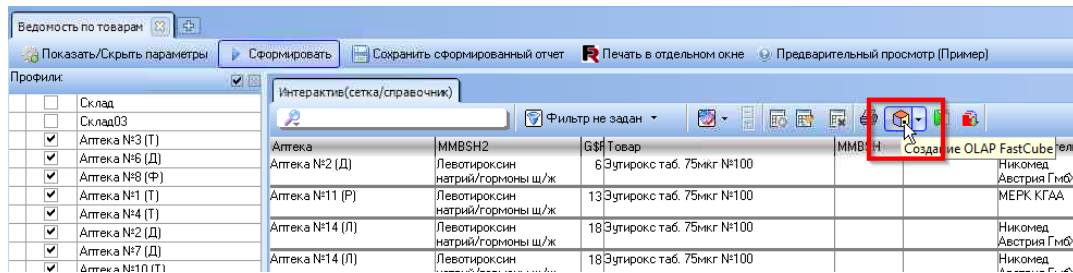 Ведомость по товарам
Показать/Скрыть параметры Сформировать Сохранить сформированный отчет Печать в отдельном окне Предварительный просмотр (Пример)
Профили:
Интерактив(сетка/справочник)
Склад
Склад03
Аптека №3 (Т)
Аптека №6 (Д)
Аптека №8 (Ф)
Аптека №1 (Т)
Аптека №4 (Т)
Аптека №2 (Д)
Аптека №7 (Д)
Аптека №10 (Т)
Фильтр не задан
Создание OLAP FastCube
Аптека MMBSH2 G$ Товар
Аптека №2 (Д) Левотироксин натрий/гормоны щ/ж 6 Эутирокс таб. 75мкг №100 Никомед Австрия Гмб
Аптека №11 (Р) Левотироксин натрий/гормоны щ/ж 13 Эутирокс таб. 75мкг №100 МЕРК КГАА
Аптека №14 (Л) Левотироксин натрий/гормоны щ/ж 18 Эутирокс таб. 75мкг №100 Никомед Австрия Гмб
Аптека №14 (Л) Левотироксин 18 Эутирокс таб. 75мкг №100 Никомед